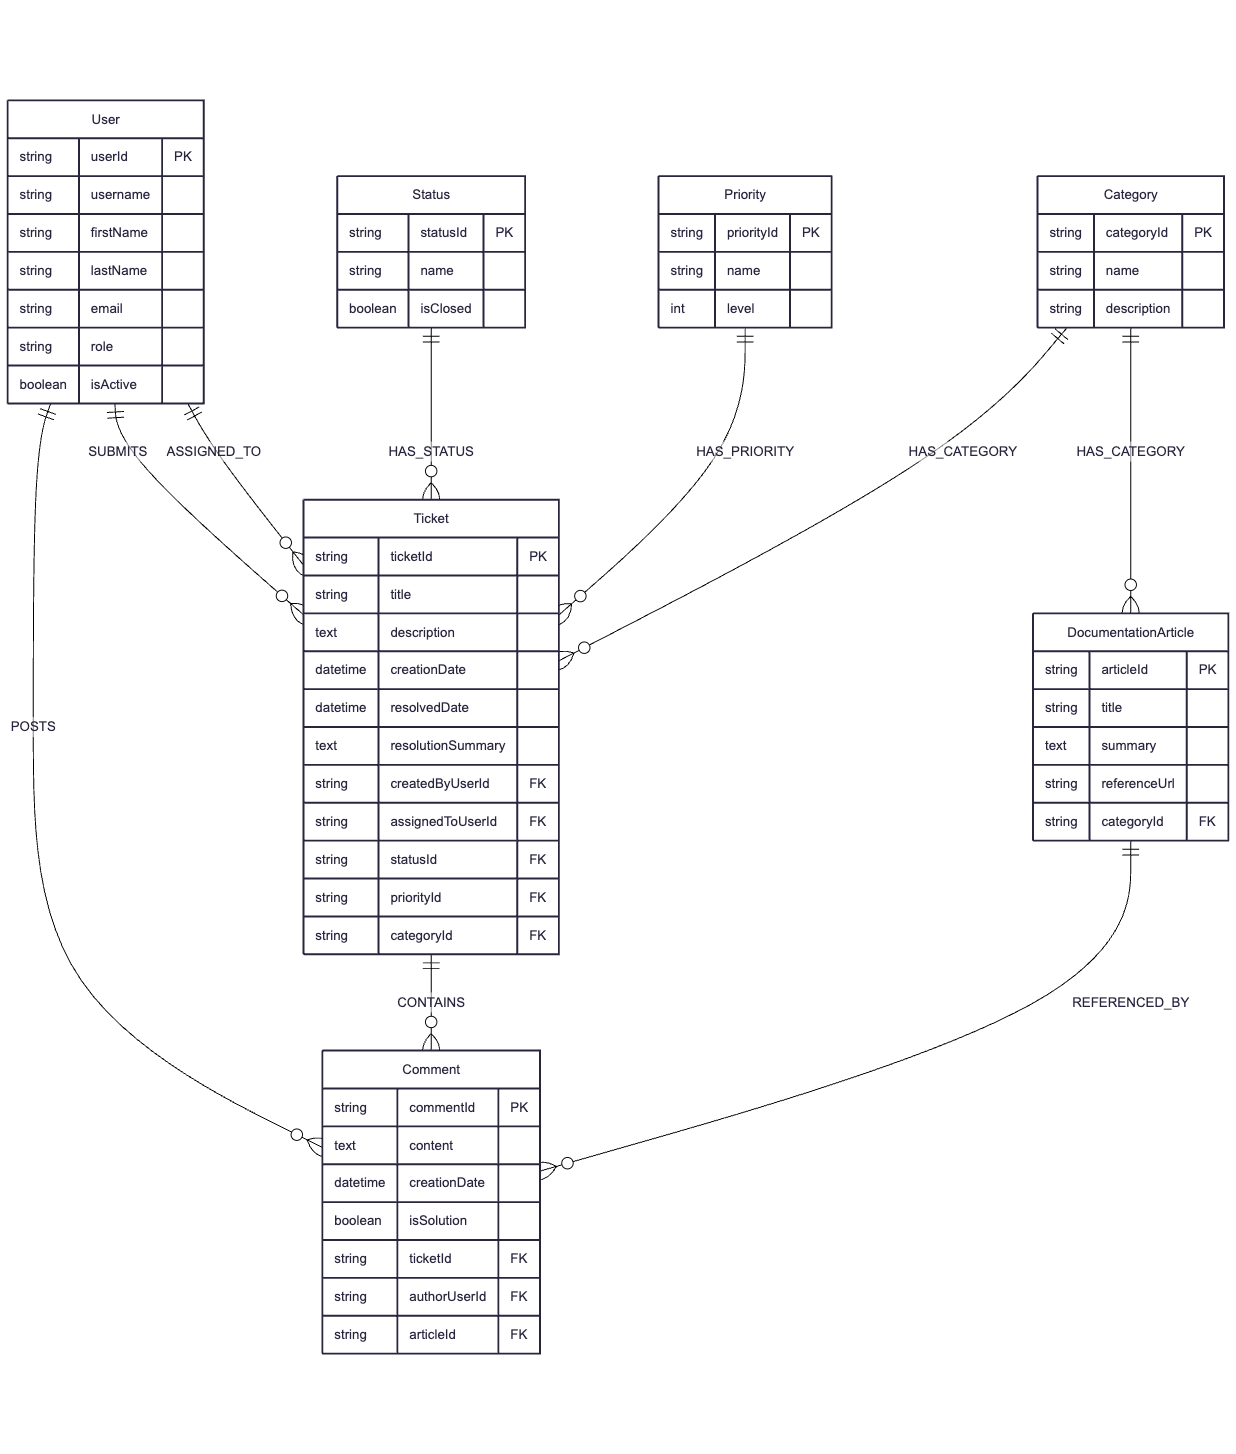 User
string userId PK
string username
string firstName
string lastName
string email
string role
boolean isActive
Status
string statusId PK
string name
boolean isClosed
Priority
string priorityId PK
string name
int level
Category
string categoryId PK
string name
string description
SUBMITS
ASSIGNED_TO
HAS_STATUS
HAS_PRIORITY
HAS_CATEGORY
HAS_CATEGORY
Ticket
string ticketId PK
string title
text description
datetime creationDate
datetime resolvedDate
text resolutionSummary
string createdByUserId FK
string assignedToUserId FK
string statusId FK
string priorityId FK
string categoryId FK
DocumentationArticle
string articleId PK
string title
text summary
string referenceUrl
string categoryId FK
POSTS
CONTAINS
REFERENCED_BY
Comment
string commentId PK
text content
datetime creationDate
boolean isSolution
string ticketId FK
string authorUserId FK
string articleId FK